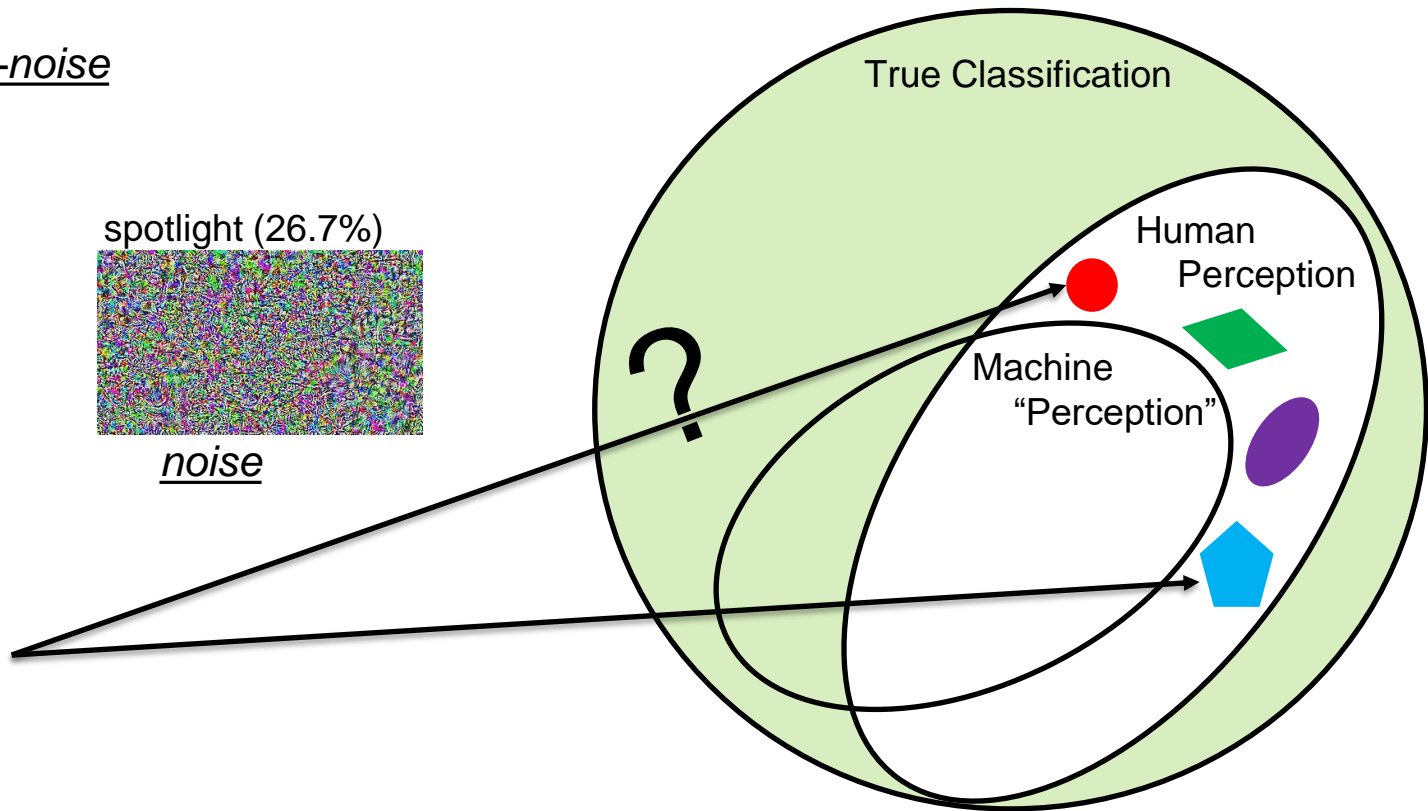 -noise
True Classification
spotlight (26.7%)
noise
?
Human
Perception
Machine
“Perception”